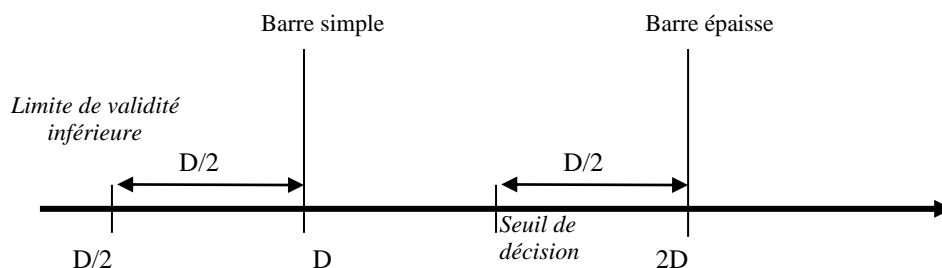 Barre simple
Barre épaisse
Limite de validité
inférieure
D/2
D/2
Seuil de
décision
D/2
D
2D